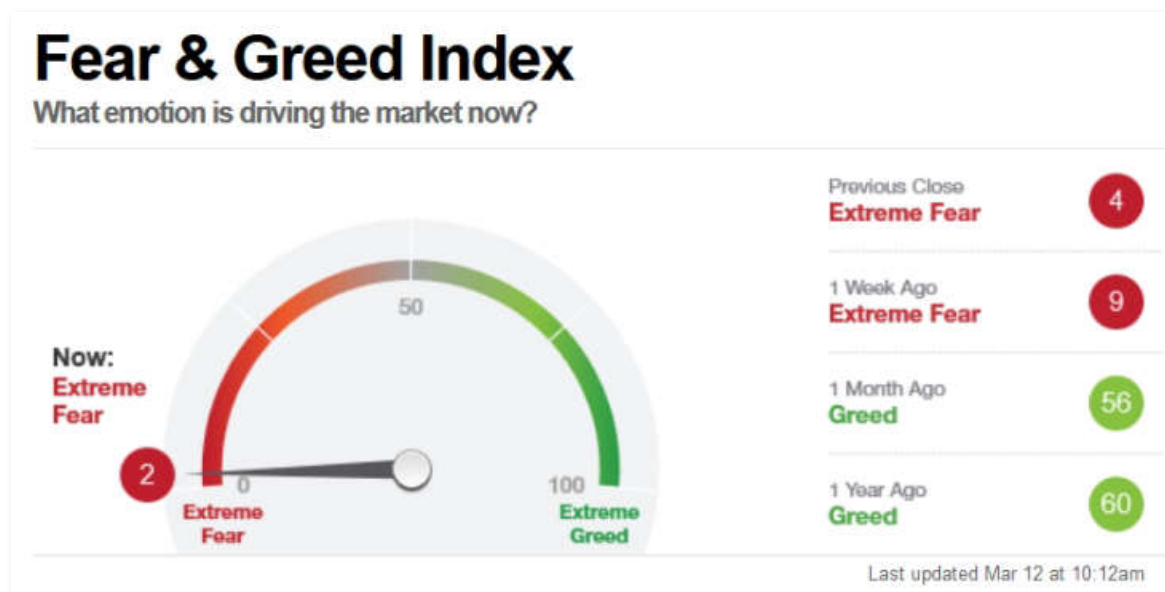 Fear & Greed Index
What emotion is driving the market now?
Now:
Extreme
Fear
2
0
50
100
Extreme
Fear
Extreme
Greed
Previous Close
Extreme Fear
4
1 Week Ago
Extreme Fear
9
1 Month Ago
Greed
56
1 Year Ago
Greed
60
Last updated Mar 12 at 10:12am